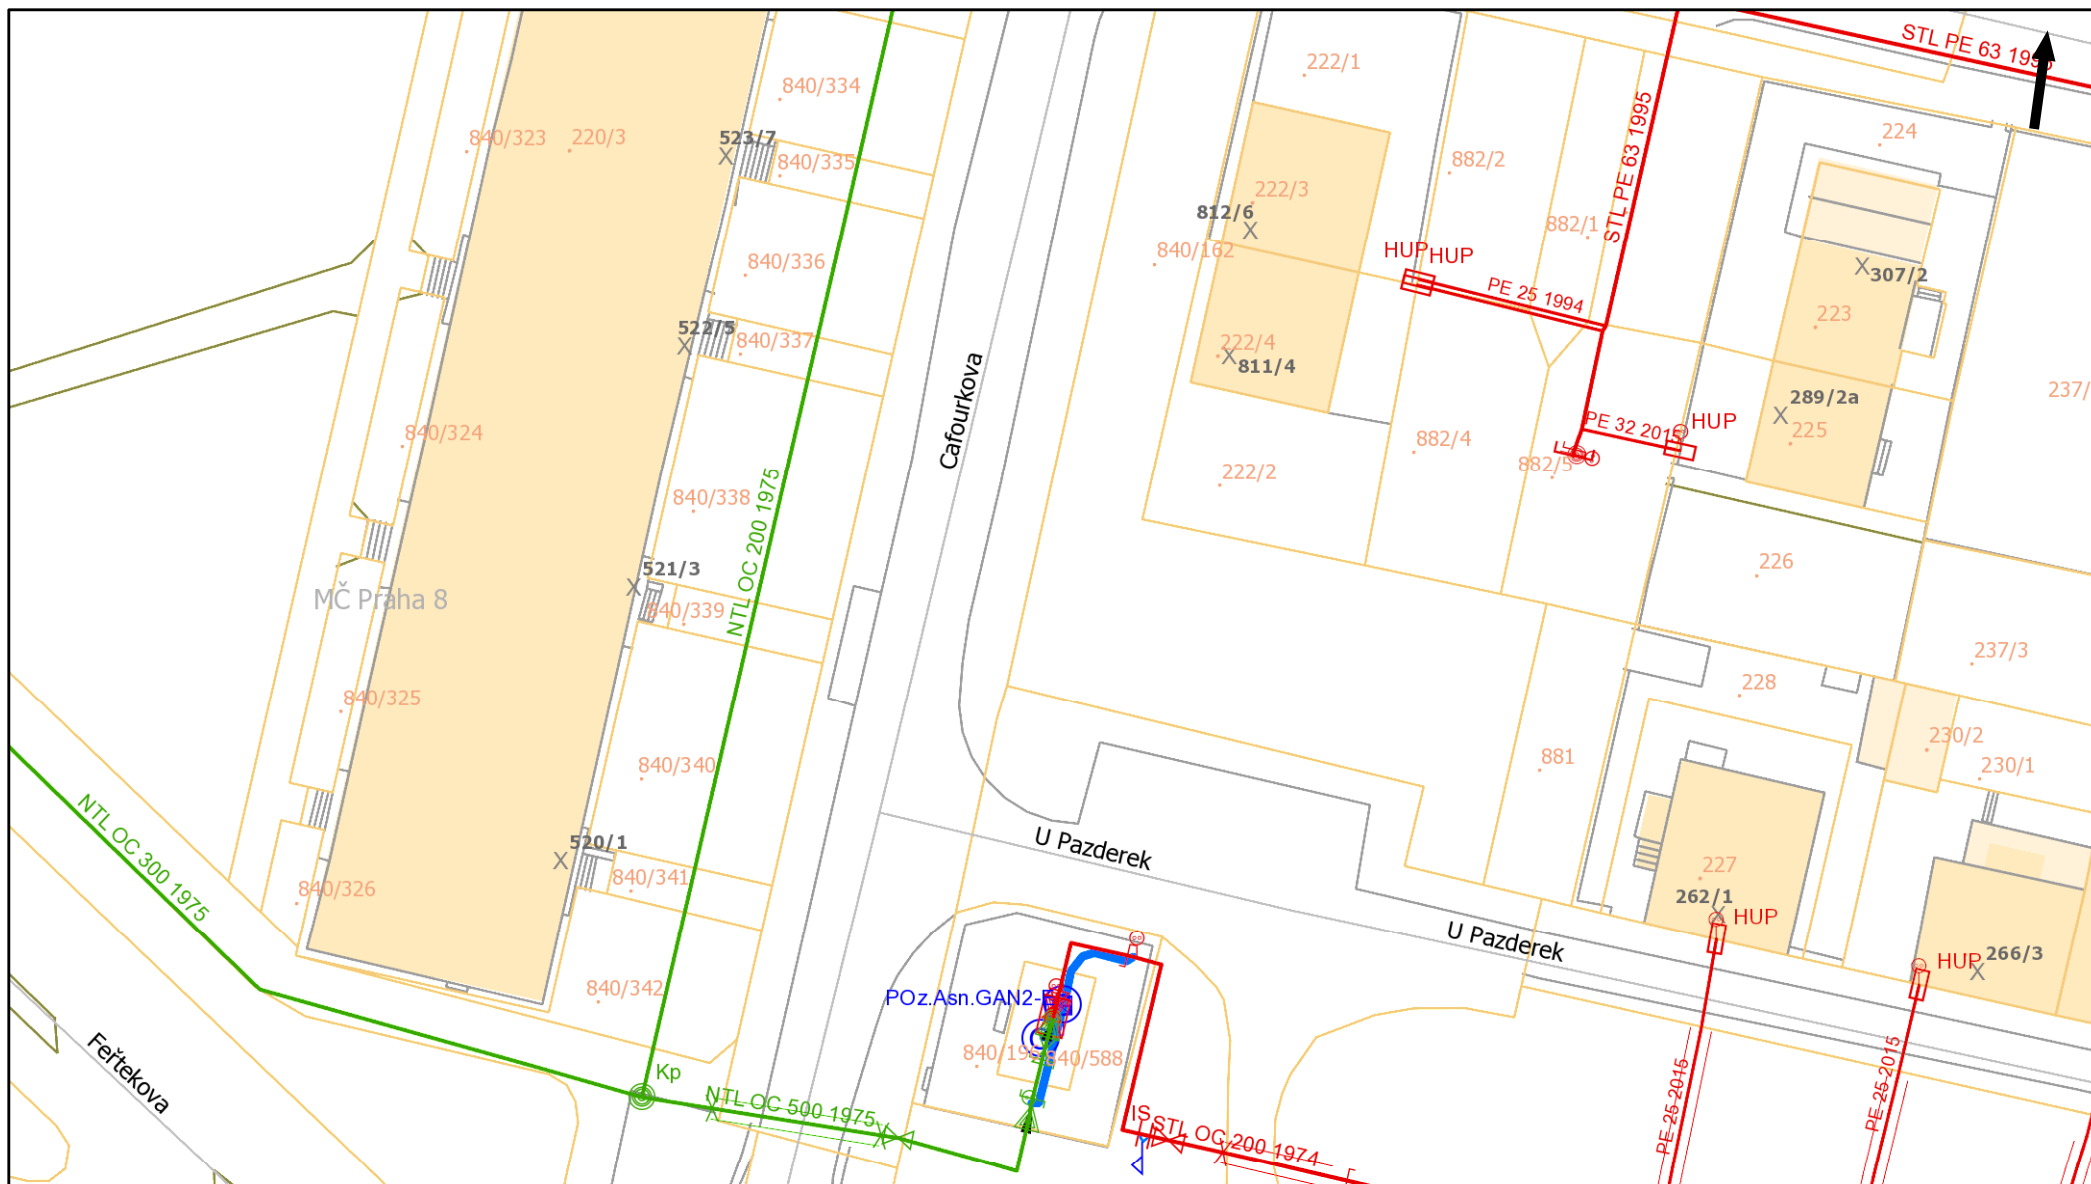 STL PE 63 1995
222/1
840/334
224
840/323
220/3
523/7
840/335
882/2
STL PE 63 1995
222/3
812/6
882/1
840/162
840/336
HUP
HUP
307/2
PE 25 1994
223
522/5
840/337
222/4
811/4
237/
289/2a
Cafourkova
PE 32 2015
HUP
225
840/324
882/4
882/5
222/2
840/338
NTL OC 200 1975
226
521/3
MČ Praha 8
840/339
237/3
840/325
228
230/2
881
840/340
230/1
NTL OC 300 1975
U Pazderek
520/1
227
840/341
840/326
262/1
HUP
U Pazderek
266/3
HUP
840/342
POz.Asn.GAN2-
Feřtekova
840/588
Kp
PE 25 2015
PE 25 2015
NTL OC 500 1975
IS
STL OC 200 1974